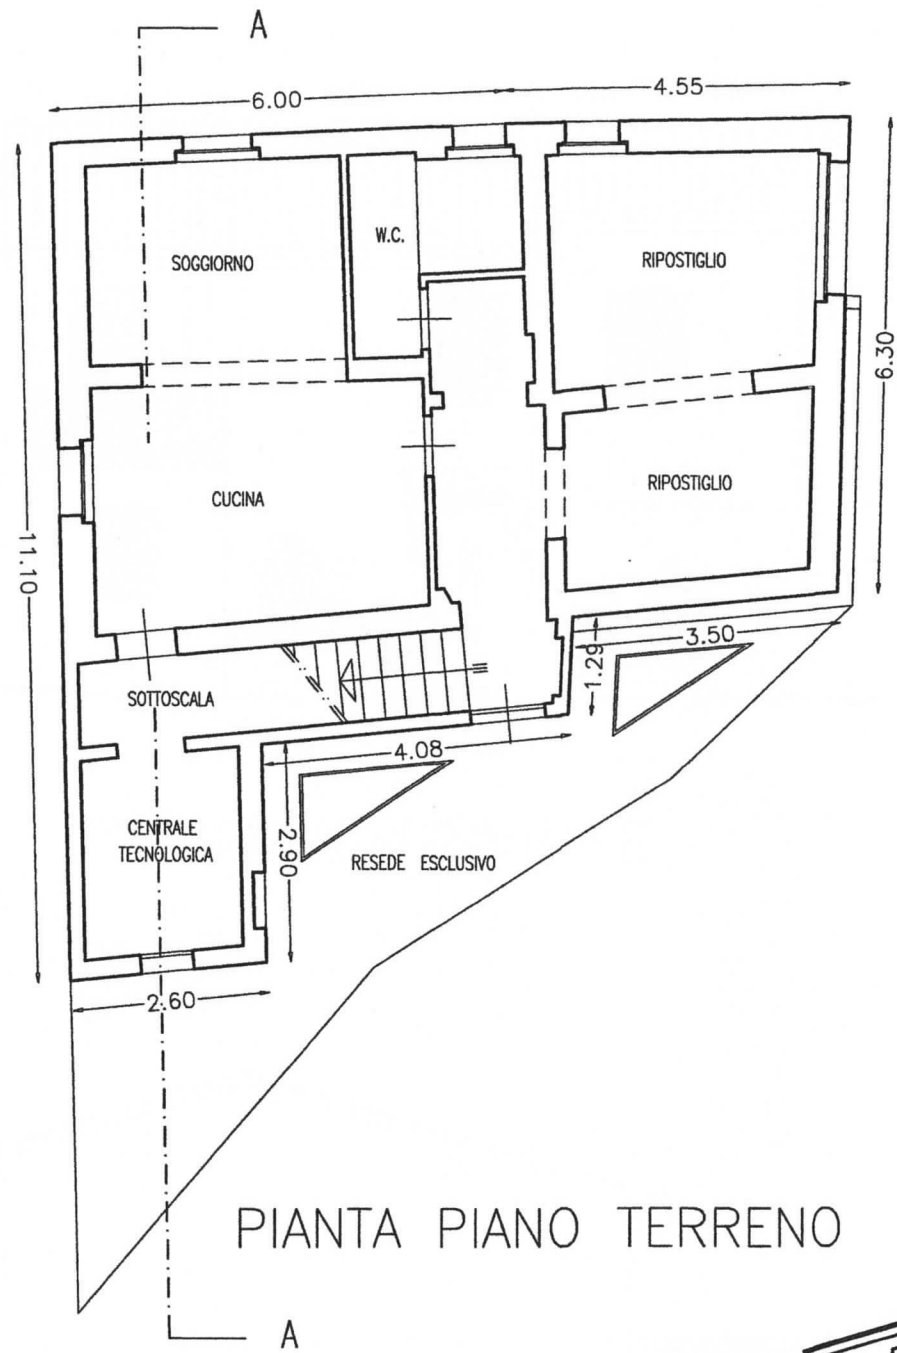 A
6.00
4.55
W.C.
SOGGIORNO
RIPOSTIGLIO
6.30
CUCINA
RIPOSTIGLIO
11.10
1.29
3.50
SOTTOSCALA
4.08
CENTRALE
TECNOLOGICA
2.90
RESEDE ESCLUSIVO
2.60
PIANTA PIANO TERRENO
A